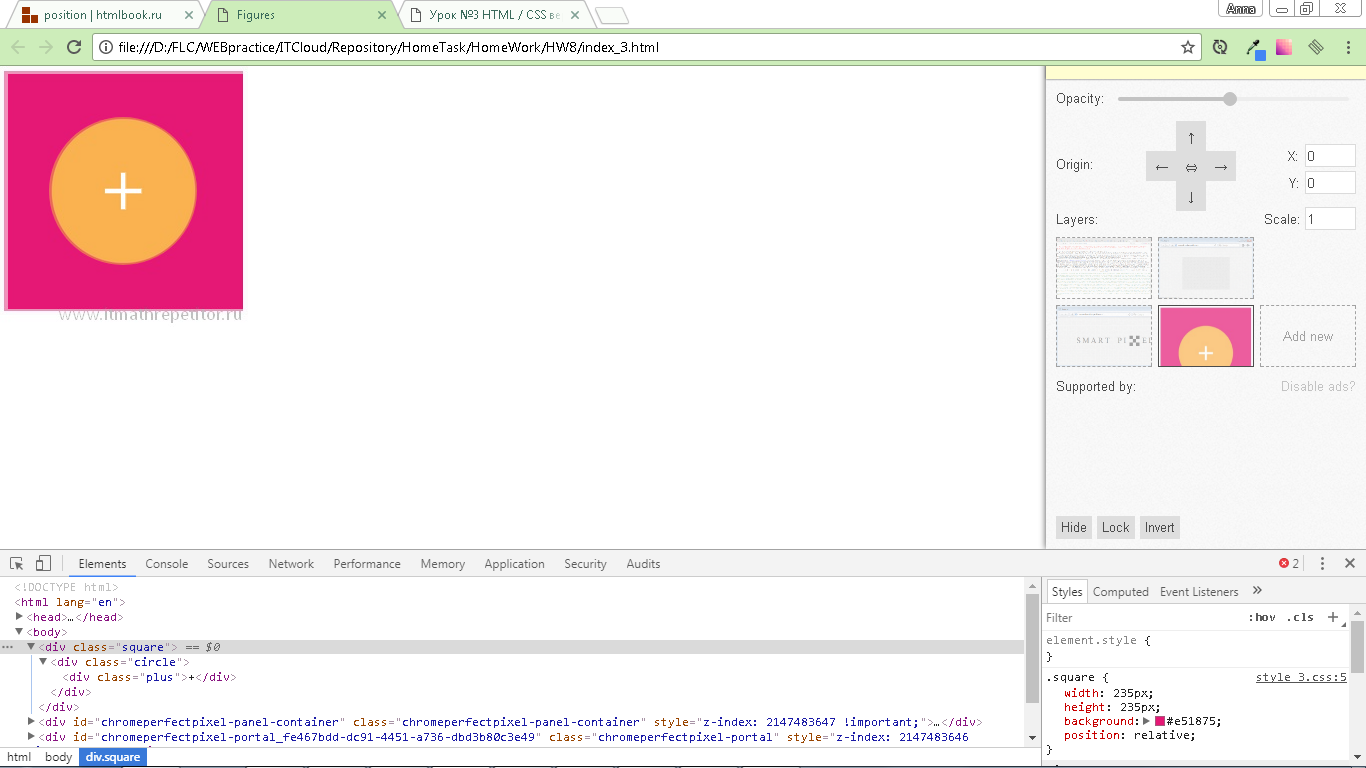 position | htmlbook.ru
Figures
Урок №3 HTML / CSS ве
Anna
file:///D:/FLC/WEBpractice/ITCloud/Repository/HomeTask/HomeWork/HW8/index_3.html
+
www.itmathrepetitor.ru
Opacity:
Origin:
X: 0
Y: 0
Layers:
Scale: 1
SMART PI
+
Add new
Supported by:
Disable ads?
Hide Lock Invert
Elements Console Sources Network Performance Memory Application Security Audits
2
<!DOCTYPE html>
<html lang="en">
<head>…</head>
<body>
<div class="square"> == $0
<div class="circle">
<div class="plus">+</div>
</div>
</div>
<div id="chromeperfectpixel-panel-container" class="chromeperfectpixel-panel-container" style="z-index: 2147483647 !important;">…</div>
<div id="chromeperfectpixel-portal_fe467bdd-dc91-4451-a736-dbd3b80c3e49" class="chromeperfectpixel-portal" style="z-index: 2147483646
html body div.square
Styles Computed Event Listeners »
Filter
:hov .cls +
element.style {
}
.square {
style 3.css:5
width: 235px;
height: 235px;
background: #e51875;
position: relative;
}